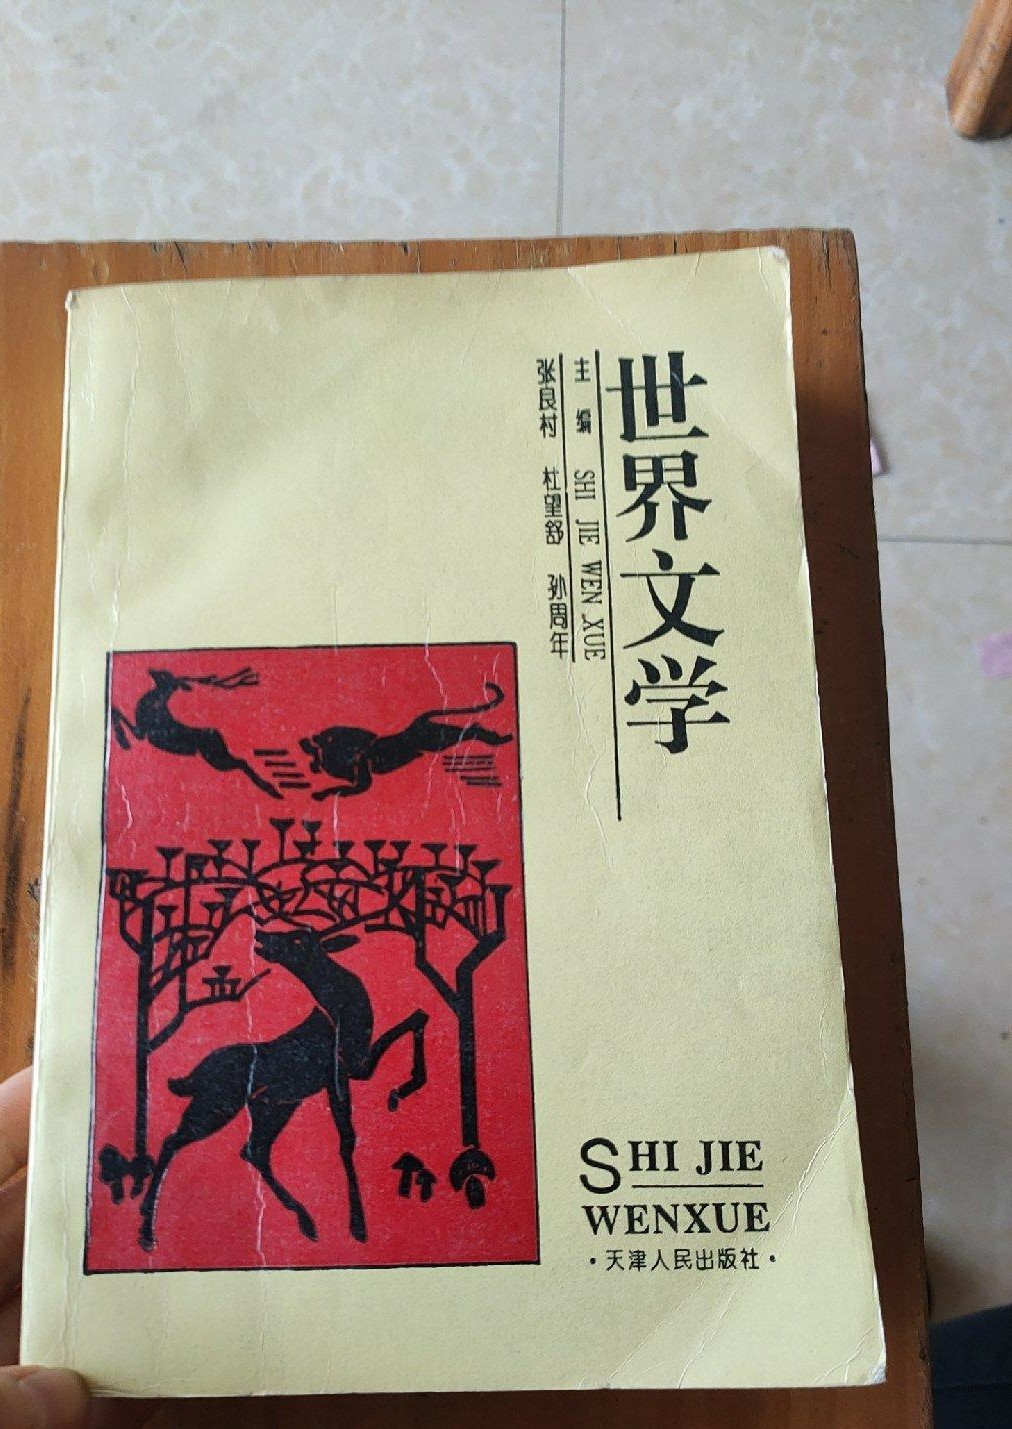 世界文学
主编 SHI JIE WEN XUE
张良村 杜望舒 孙周年
SHI JIE
WENXUE
·天津人民出版社·